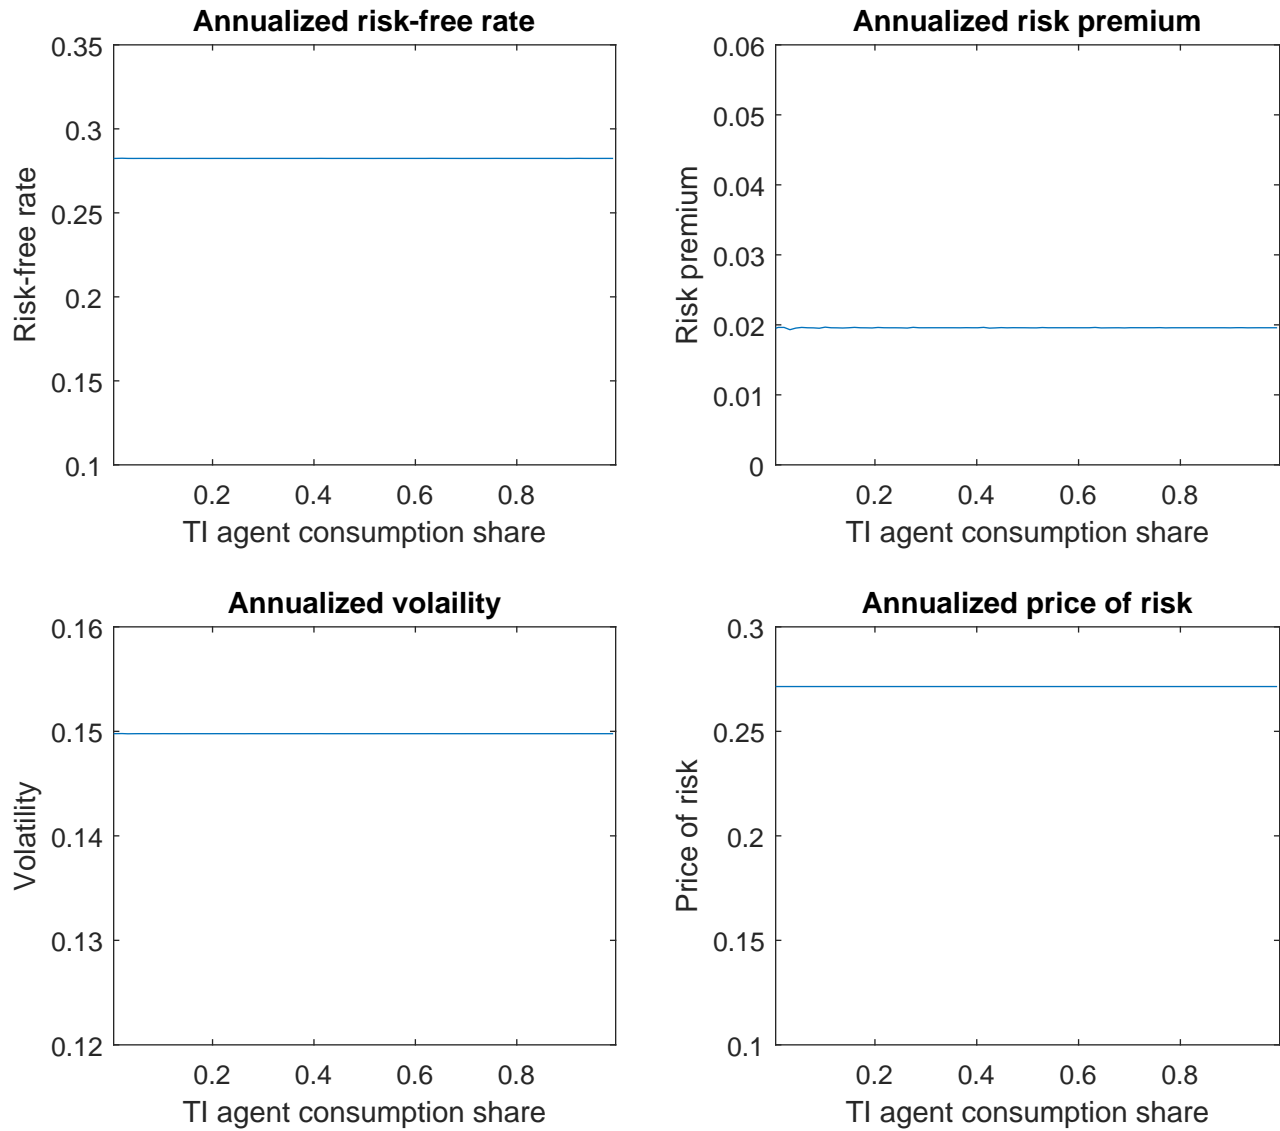 Annualized risk-free rate
0.35
0.3
0.25
0.2
0.15
0.1
Risk-free rate
0.2 0.4 0.6 0.8
TI agent consumption share
Annualized risk premium
0.06
0.05
0.04
0.03
0.02
0.01
0
Risk premium
0.2 0.4 0.6 0.8
TI agent consumption share
Annualized volaility
0.16
0.15
0.14
0.13
0.12
Volatility
0.2 0.4 0.6 0.8
TI agent consumption share
Annualized price of risk
0.3
0.25
0.2
0.15
0.1
Price of risk
0.2 0.4 0.6 0.8
TI agent consumption share